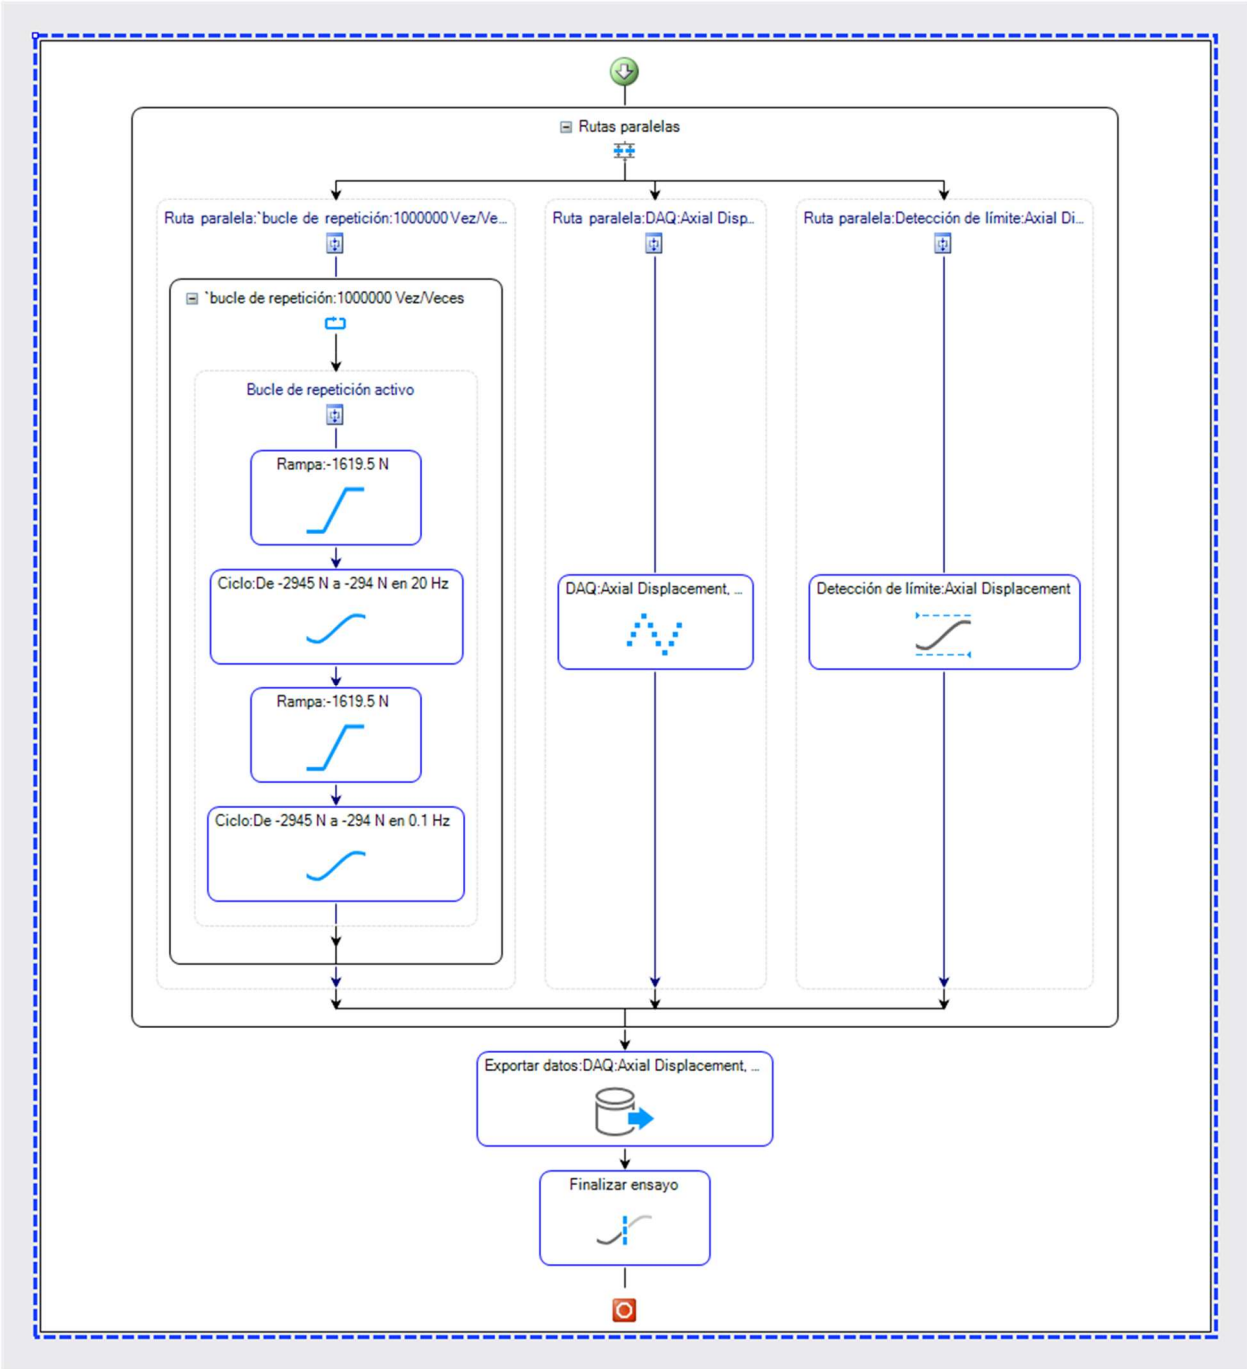 Rutas paralelas
Ruta paralela:`bucle de repetición:1000000 Vez/Ve...
Ruta paralela:DAQ:Axial Disp..
Ruta paralela:Detección de límite:Axial Di...
`bucle de repetición:1000000 Vez/Veces
Bucle de repetición activo
Rampa:-1619.5 N
Ciclo:De -2945 N a -294 N en 20 Hz
DAQ:Axial Displacement, ...
Detección de límite:Axial Displacement
Rampa:-1619.5 N
Ciclo:De -2945 N a -294 N en 0.1 Hz
Exportar datos:DAQ:Axial Displacement, ...
Finalizar ensayo